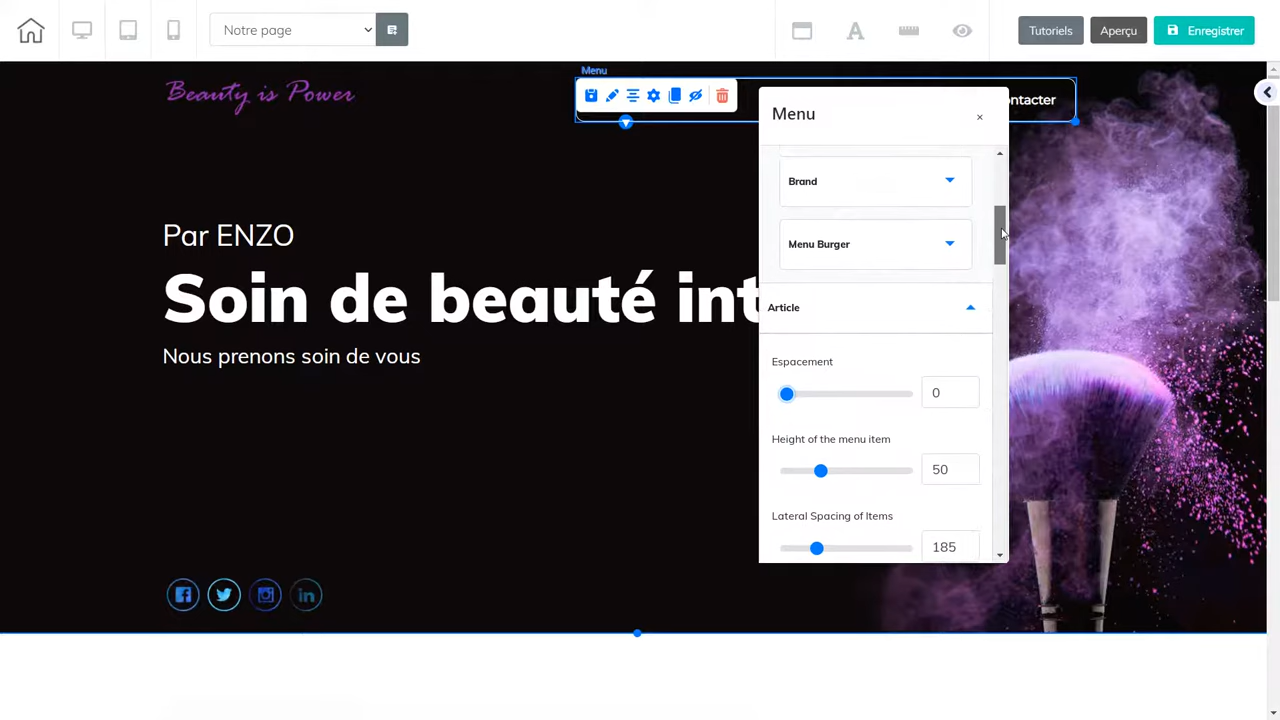 Notre page
Tutoriels
Aperçu
Enregistrer
Menu
Beauty is Power
ontacter
Menu
×
Brand
Menu Burger
Article
Par ENZO
Soin de beauté int
Nous prenons soin de vous
Espacement
0
Height of the menu item
50
Lateral Spacing of Items
185